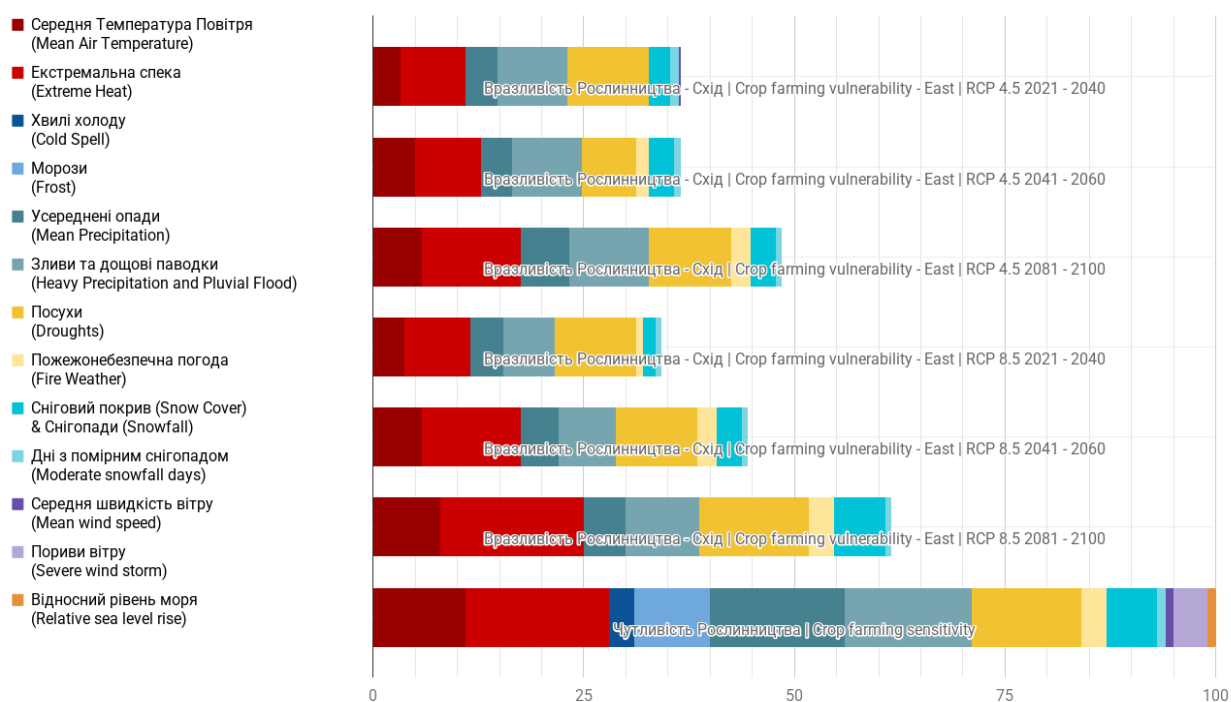 Середня Температура Повітря
(Mean Air Temperature)
Екстремальна спека
(Extreme Heat)
Хвилі холоду
(Cold Spell)
Морози
(Frost)
Усереднені опади
(Mean Precipitation)
Зливи та дощові паводки
(Heavy Precipitation and Pluvial Flood)
Посухи
(Droughts)
Пожежонебезпечна погода
(Fire Weather)
Сніговий покрив (Snow Cover)
& Снігопади (Snowfall)
Дні з помірним снігопадом
(Moderate snowfall days)
Середня швидкість вітру
(Mean wind speed)
Пориви вітру
(Severe wind storm)
Відносний рівень моря
(Relative sea level rise)
Вразливість Рослинництва - Схід | Crop farming vulnerability - East | RCP 4.5 2021 - 2040
Вразливість Рослинництва - Схід | Crop farming vulnerability - East | RCP 4.5 2041 - 2060
Вразливість Рослинництва - Схід | Crop farming vulnerability - East | RCP 4.5 2081 - 2100
Вразливість Рослинництва - Схід | Crop farming vulnerability - East | RCP 8.5 2021 - 2040
Вразливість Рослинництва - Схід | Crop farming vulnerability - East | RCP 8.5 2041 - 2060
Вразливість Рослинництва - Схід | Crop farming vulnerability - East | RCP 8.5 2081 - 2100
Чутливість Рослинництва | Crop farming sensitivity
0 25 50 75 100